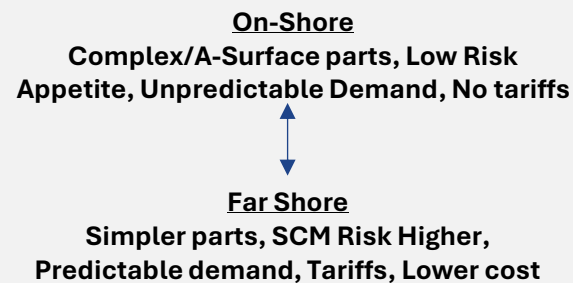 On-Shore
Complex/A-Surface parts, Low Risk
Appetite, Unpredictable Demand, No tariffs
Far Shore
Simpler parts, SCM Risk Higher,
Predictable demand, Tariffs, Lower cost